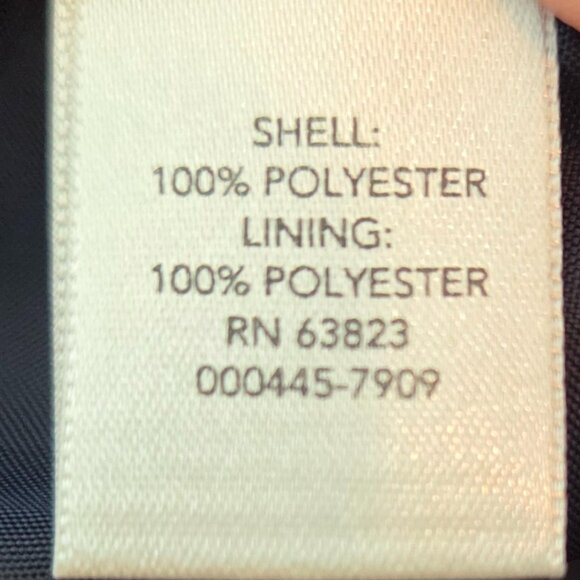 SHELL:
100% POLYESTER
LINING:
100% POLYESTER
RN 63823
000445-7909